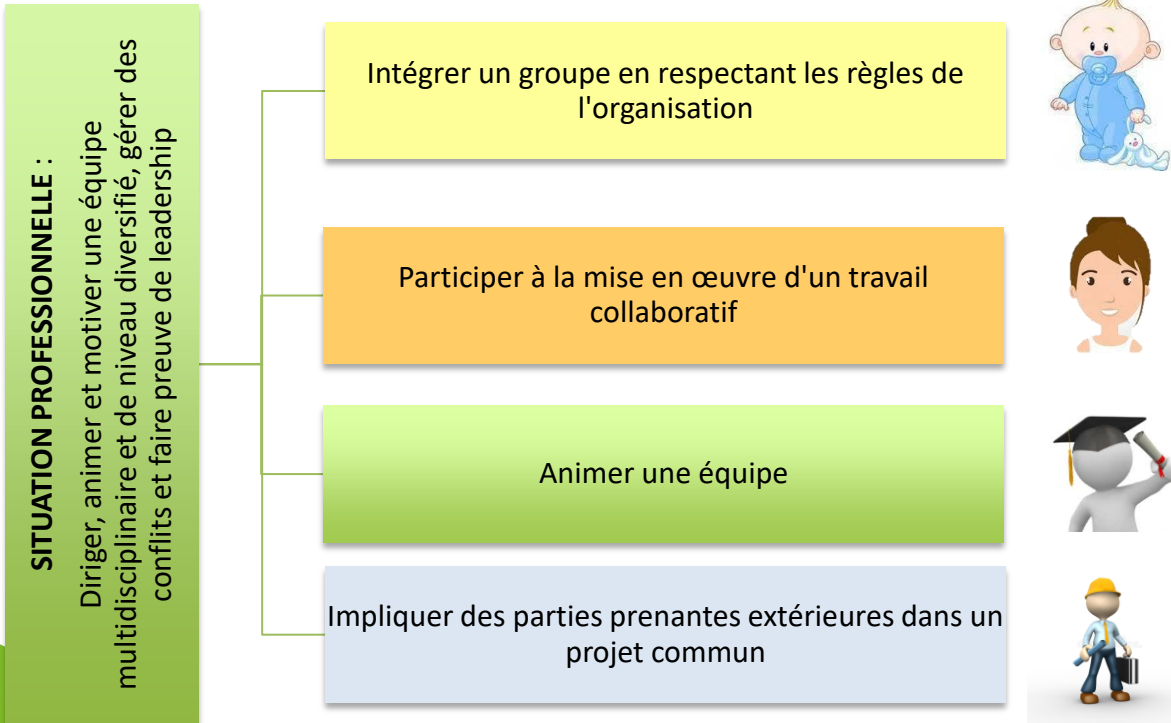 SITUATION PROFESSIONNELLE :
Diriger, animer et motiver une équipe
multidisciplinaire et de niveau diversifié, gérer des
conflits et faire preuve de leadership
Intégrer un groupe en respectant les règles de
l'organisation
Participer à la mise en œuvre d'un travail
collaboratif
Animer une équipe
Impliquer des parties prenantes extérieures dans un
projet commun